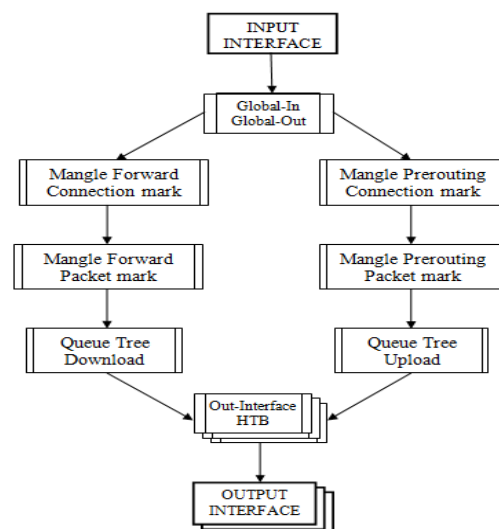 INPUT
INTERFACE
Global-In
Global-Out
Mangle Forward
Connection mark
Mangle Prerouting
Connection mark
Mangle Forward
Packet mark
Mangle Prerouting
Packet mark
Queue Tree
Download
Queue Tree
Upload
Out-Interface
HTB
OUTPUT
INTERFACE